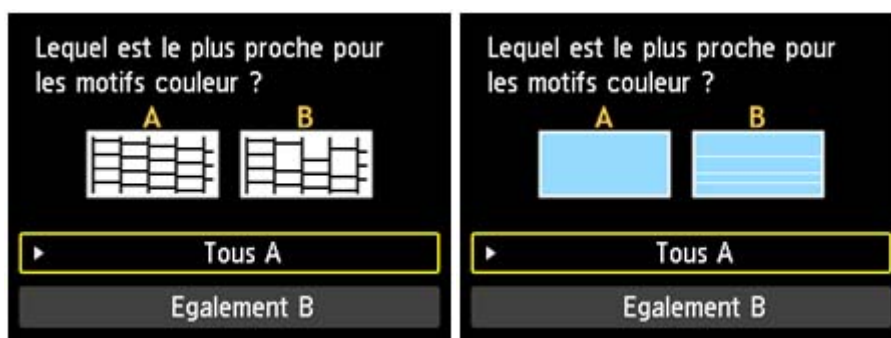 Lequel est le plus proche pour
les motifs couleur ?
A B
Tous A
Egalement B
Lequel est le plus proche pour
les motifs couleur ?
A B
Tous A
Egalement B